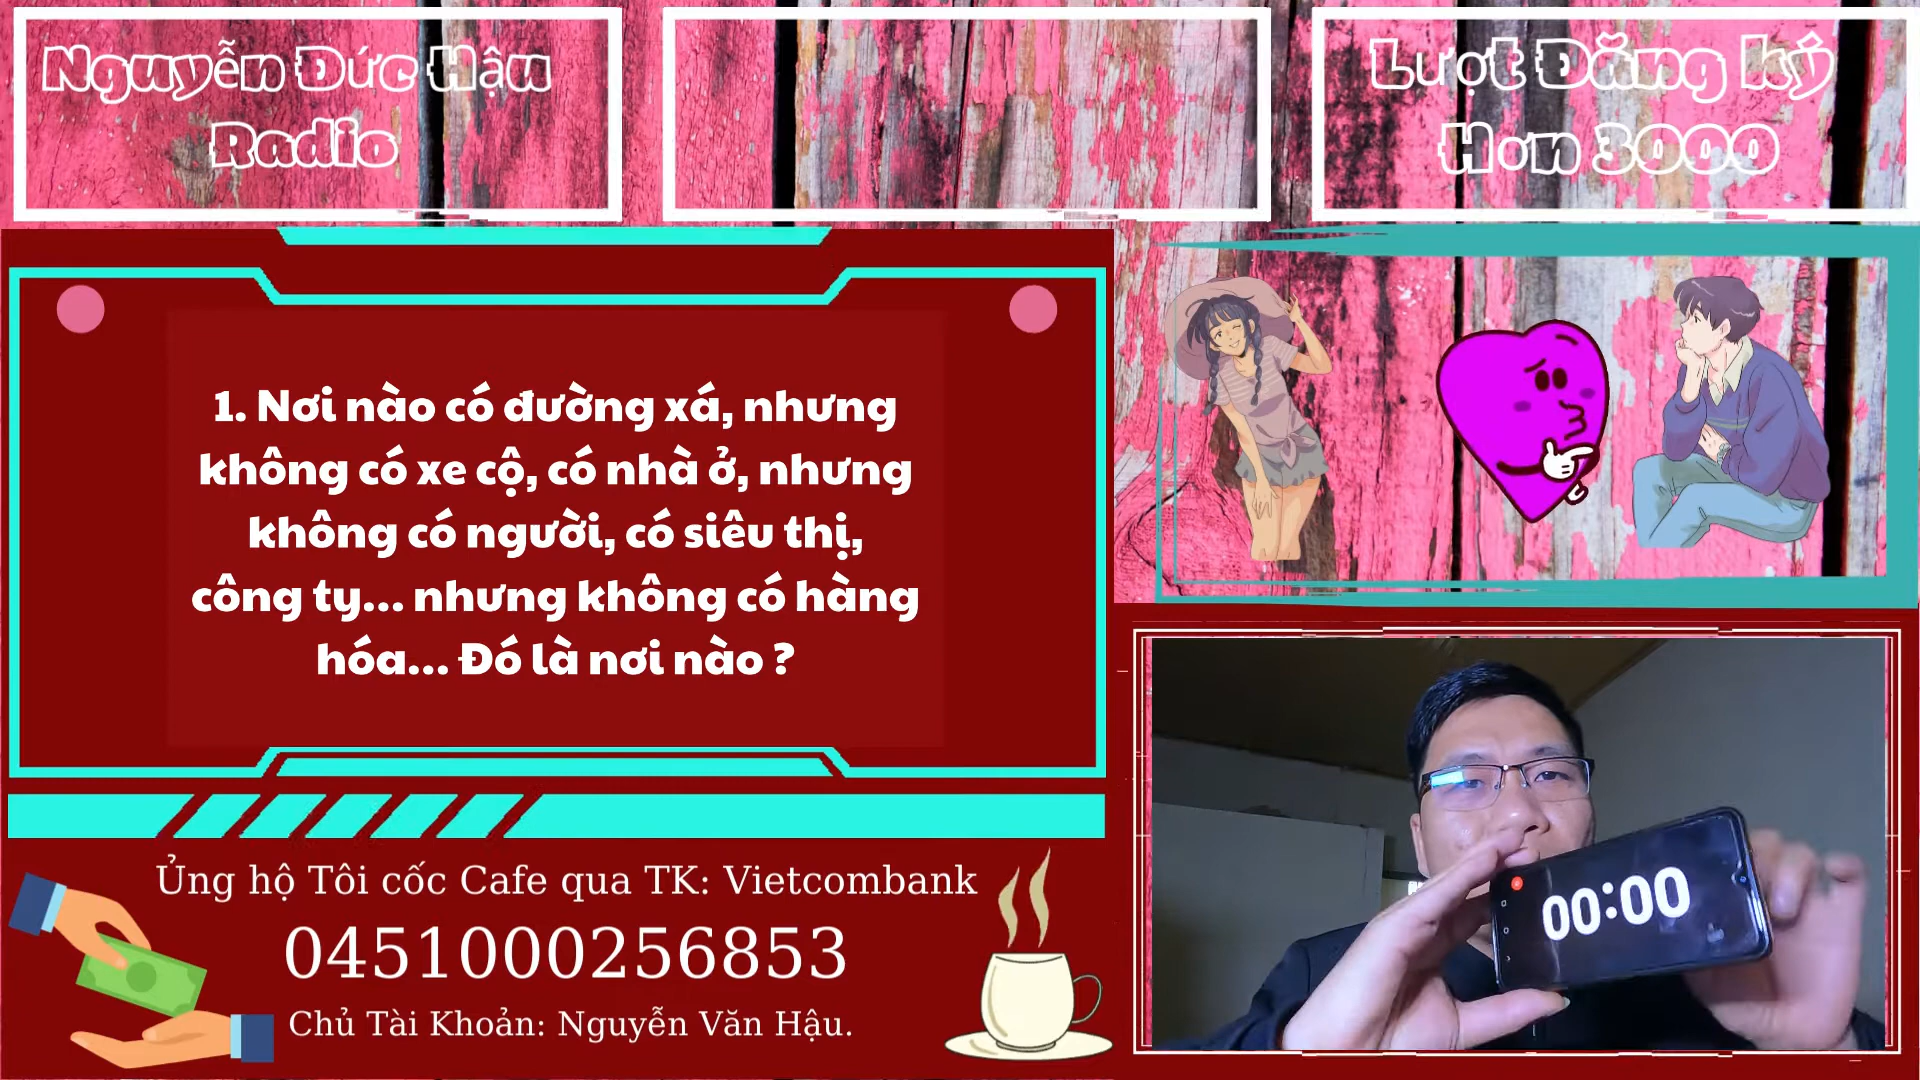 Nguyễn Đức Hậu
Radio
Lượt Đăng ký
Hơn 3000
1. Nơi nào có đường xá, nhưng
không có xe cộ, có nhà ở, nhưng
không có người, có siêu thị,
công ty... nhưng không có hàng
hóa... Đó là nơi nào ?
Ủng hộ Tôi cốc Cafe qua TK: Vietcombank
0451000256853
Chủ Tài Khoản: Nguyễn Văn Hậu.
00:00